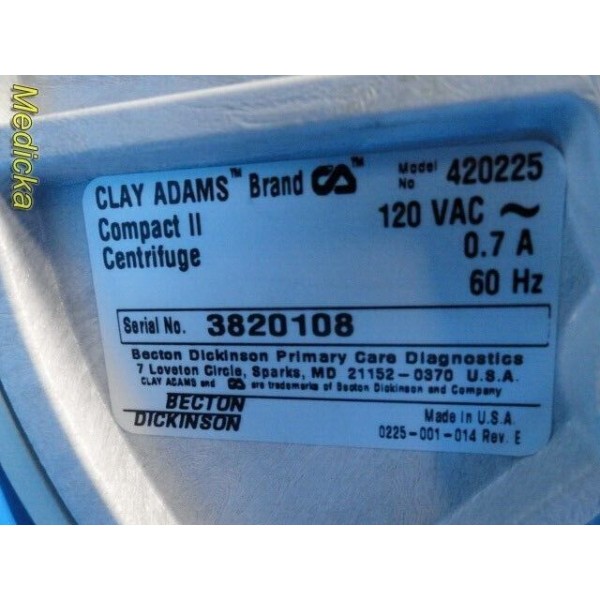 Medicka
CLAY ADAMS™ Brand CA™
Compact II
Centrifuge
Model No 420225
120 VAC ~
0.7 A
60 Hz
Serial No. 3820108
Becton Dickinson Primary Care Diagnostics
7 Loveton Circle, Sparks, MD 21152-0370 U.S.A.
CLAY ADAMS and CA are trademarks of Becton Dickinson and Company
BECTON
DICKINSON
Made in U.S.A.
0225-001-014 Rev. E